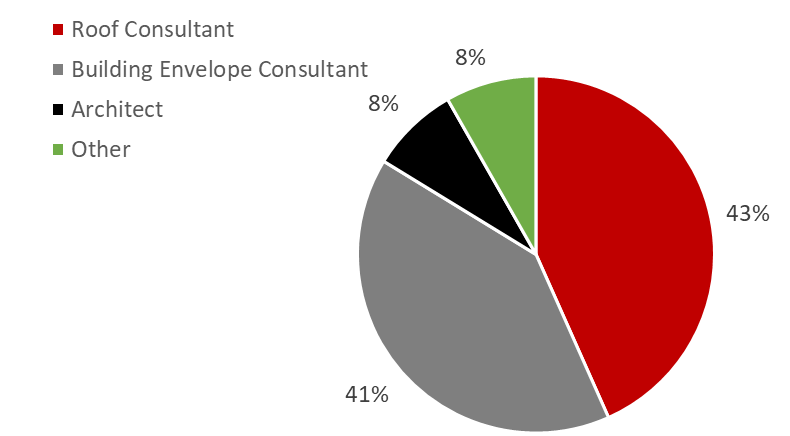 Roof Consultant
Building Envelope Consultant
Architect
Other
8%
8%
43%
41%